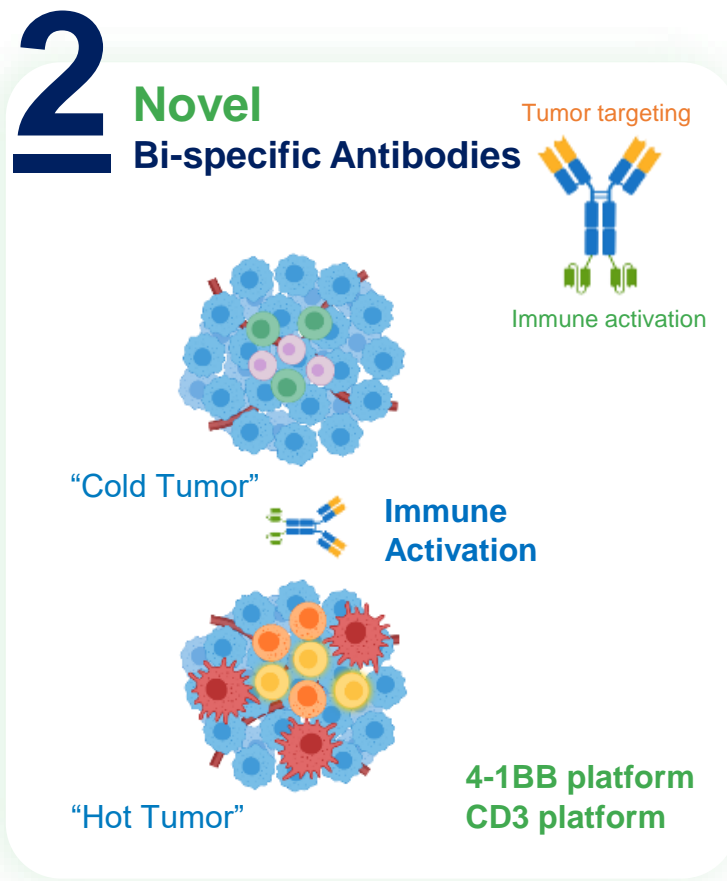 2
Novel
Bi-specific Antibodies
Tumor targeting
Immune activation
“Cold Tumor”
Immune
Activation
“Hot Tumor”
4-1BB platform
CD3 platform